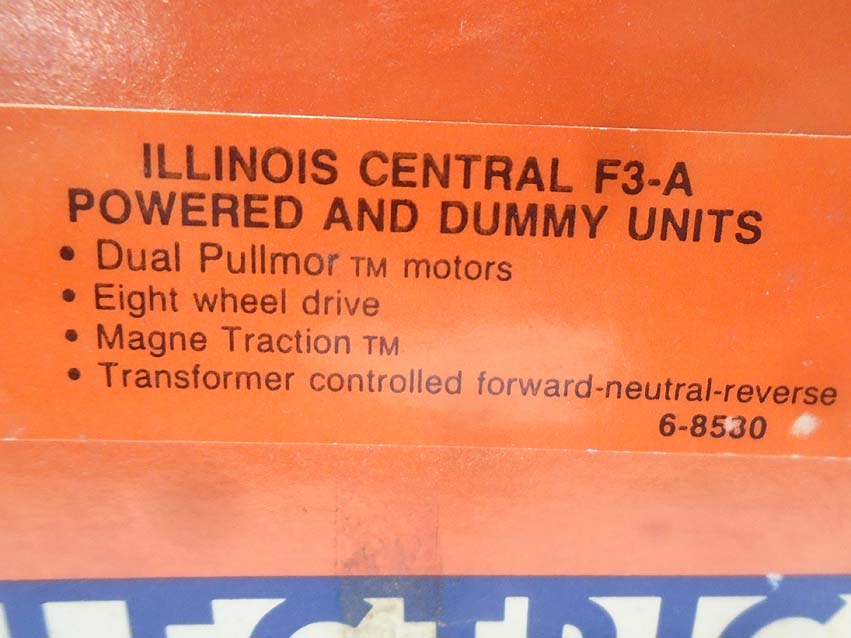 ILLINOIS CENTRAL F3-A
POWERED AND DUMMY UNITS
• Dual Pullmor TM motors
• Eight wheel drive
• Magne Traction TM
• Transformer controlled forward-neutral-reverse
6-8580